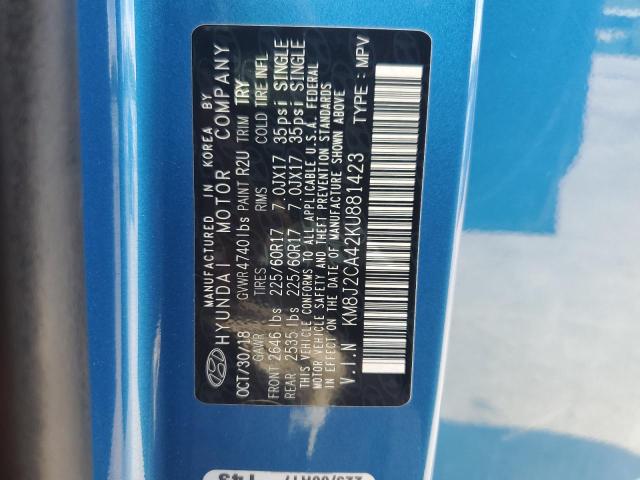 MANUFACTURED IN KOREA BY
HYUNDAI MOTOR COMPANY
OCT/30/18 GVWR 4740lbs PAINT R2U TRIM TRY
GAWR TIRES RIMS COLD TIRE INFL
FRONT 2646 lbs 225/60R17 7.0JX17 35psi SINGLE
REAR 2535 lbs 225/60R17 7.0JX17 35psi SINGLE
THIS VEHICLE CONFORMS TO ALL APPLICABLE U.S.A. FEDERAL
MOTOR VEHICLE SAFETY AND THEFT PREVENTION STANDARDS
IN EFFECT ON THE DATE OF MANUFACTURE SHOWN ABOVE
V.I.N KM8J2CA42KU881423 TYPE: MPV